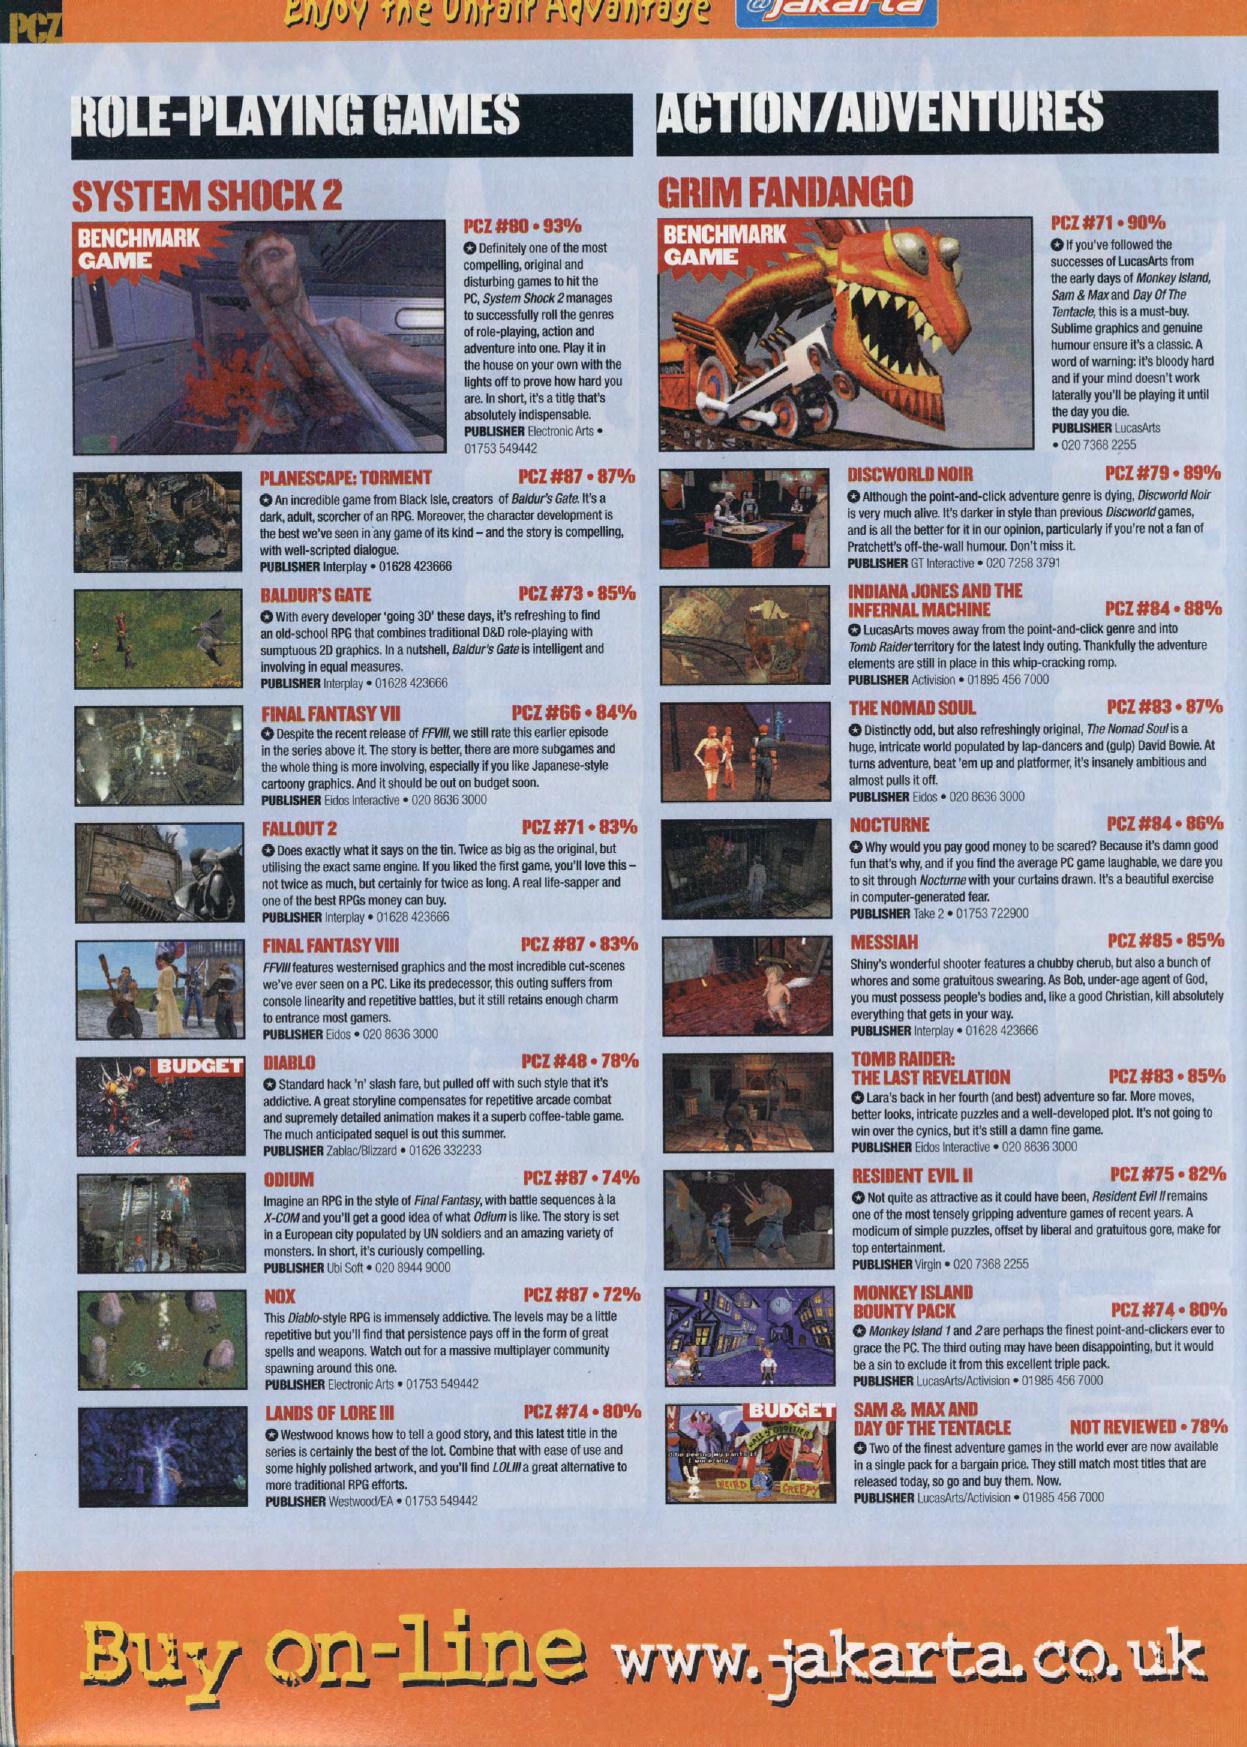 PCZ
Enjoy the Unfair Advantage
@jakarta
ROLE-PLAYING GAMES
SYSTEM SHOCK 2
BENCHMARK
GAME
PCZ #80 • 93%
Definitely one of the most
compelling, original and
disturbing games to hit the
PC, System Shock 2 manages
to successfully roll the genres
of role-playing, action and
adventure into one. Play it in
the house on your own with the
lights off to prove how hard you
are. In short, it's a title that's
absolutely indispensable.
PUBLISHER Electronic Arts •
01753 549442
PLANESCAPE: TORMENT PCZ #87 • 87%
An incredible game from Black Isle, creators of Baldur's Gate. It's a
dark, adult, scorcher of an RPG. Moreover, the character development is
the best we've seen in any game of its kind – and the story is compelling,
with well-scripted dialogue.
PUBLISHER Interplay • 01628 423666
BALDUR'S GATE PCZ #73 • 85%
With every developer 'going 3D' these days, it's refreshing to find
an old-school RPG that combines traditional D&D role-playing with
sumptuous 2D graphics. In a nutshell, Baldur's Gate is intelligent and
involving in equal measures.
PUBLISHER Interplay • 01628 423666
FINAL FANTASY VII PCZ #66 • 84%
Despite the recent release of FFVIII, we still rate this earlier episode
in the series above it. The story is better, there are more subgames and
the whole thing is more involving, especially if you like Japanese-style
cartoony graphics. And it should be out on budget soon.
PUBLISHER Eidos Interactive • 020 8636 3000
FALLOUT 2 PCZ #71 • 83%
Does exactly what it says on the tin. Twice as big as the original, but
utilising the exact same engine. If you liked the first game, you'll love this –
not twice as much, but certainly for twice as long. A real life-sapper and
one of the best RPGs money can buy.
PUBLISHER Interplay • 01628 423666
FINAL FANTASY VIII PCZ #87 • 83%
FFVIII features westernised graphics and the most incredible cut-scenes
we've ever seen on a PC. Like its predecessor, this outing suffers from
console linearity and repetitive battles, but it still retains enough charm
to entrance most gamers.
PUBLISHER Eidos • 020 8636 3000
BUDGET
DIABLO PCZ #48 • 78%
Standard hack 'n' slash fare, but pulled off with such style that it's
addictive. A great storyline compensates for repetitive arcade combat
and supremely detailed animation makes it a superb coffee-table game.
The much anticipated sequel is out this summer.
PUBLISHER Zablac/Blizzard • 01626 332233
ODIUM PCZ #87 • 74%
Imagine an RPG in the style of Final Fantasy, with battle sequences à la
X-COM and you'll get a good idea of what Odium is like. The story is set
in a European city populated by UN soldiers and an amazing variety of
monsters. In short, it's curiously compelling.
PUBLISHER Ubi Soft • 020 8944 9000
23
NOX PCZ #87 • 72%
This Diablo-style RPG is immensely addictive. The levels may be a little
repetitive but you'll find that persistence pays off in the form of great
spells and weapons. Watch out for a massive multiplayer community
spawning around this one.
PUBLISHER Electronic Arts • 01753 549442
LANDS OF LORE III PCZ #74 • 80%
Westwood knows how to tell a good story, and this latest title in the
series is certainly the best of the lot. Combine that with ease of use and
some highly polished artwork, and you'll find LOLIII a great alternative to
more traditional RPG efforts.
PUBLISHER Westwood/EA • 01753 549442
ACTION/ADVENTURES
GRIM FANDANGO
BENCHMARK
GAME
PCZ #71 • 90%
If you've followed the
successes of LucasArts from
the early days of Monkey Island,
Sam & Max and Day Of The
Tentacle, this is a must-buy.
Sublime graphics and genuine
humour ensure it's a classic. A
word of warning: it's bloody hard
and if your mind doesn't work
laterally you'll be playing it until
the day you die.
PUBLISHER LucasArts
• 020 7368 2255
DISCWORLD NOIR PCZ #79 • 89%
Although the point-and-click adventure genre is dying, Discworld Noir
is very much alive. It's darker in style than previous Discworld games,
and is all the better for it in our opinion, particularly if you're not a fan of
Pratchett's off-the-wall humour. Don't miss it.
PUBLISHER GT Interactive • 020 7258 3791
INDIANA JONES AND THE
INFERNAL MACHINE PCZ #84 • 88%
LucasArts moves away from the point-and-click genre and into
Tomb Raider territory for the latest Indy outing. Thankfully the adventure
elements are still in place in this whip-cracking romp.
PUBLISHER Activision • 01895 456 7000
THE NOMAD SOUL PCZ #83 • 87%
Distinctly odd, but also refreshingly original, The Nomad Soul is a
huge, intricate world populated by lap-dancers and (gulp) David Bowie. At
turns adventure, beat 'em up and platformer, it's insanely ambitious and
almost pulls it off.
PUBLISHER Eidos • 020 8636 3000
NOCTURNE PCZ #84 • 86%
Why would you pay good money to be scared? Because it's damn good
fun that's why, and if you find the average PC game laughable, we dare you
to sit through Nocturne with your curtains drawn. It's a beautiful exercise
in computer-generated fear.
PUBLISHER Take 2 • 01753 722900
MESSIAH PCZ #85 • 85%
Shiny's wonderful shooter features a chubby cherub, but also a bunch of
whores and some gratuitous swearing. As Bob, under-age agent of God,
you must possess people's bodies and, like a good Christian, kill absolutely
everything that gets in your way.
PUBLISHER Interplay • 01628 423666
TOMB RAIDER:
THE LAST REVELATION PCZ #83 • 85%
Lara's back in her fourth (and best) adventure so far. More moves,
better looks, intricate puzzles and a well-developed plot. It's not going to
win over the cynics, but it's still a damn fine game.
PUBLISHER Eidos Interactive • 020 8636 3000
RESIDENT EVIL II PCZ #75 • 82%
Not quite as attractive as it could have been, Resident Evil II remains
one of the most tensely gripping adventure games of recent years. A
modicum of simple puzzles, offset by liberal and gratuitous gore, make for
top entertainment.
PUBLISHER Virgin • 020 7368 2255
MONKEY ISLAND
BOUNTY PACK PCZ #74 • 80%
Monkey Island 1 and 2 are perhaps the finest point-and-clickers ever to
grace the PC. The third outing may have been disappointing, but it would
be a sin to exclude it from this excellent triple pack.
PUBLISHER LucasArts/Activision • 01985 456 7000
BUDGET
WEIRD CREEPY
SAM & MAX AND
DAY OF THE TENTACLE NOT REVIEWED • 78%
Two of the finest adventure games in the world ever are now available
in a single pack for a bargain price. They still match most titles that are
released today, so go and buy them. Now.
PUBLISHER LucasArts/Activision • 01985 456 7000
Buy on-line www.jakarta.co.uk